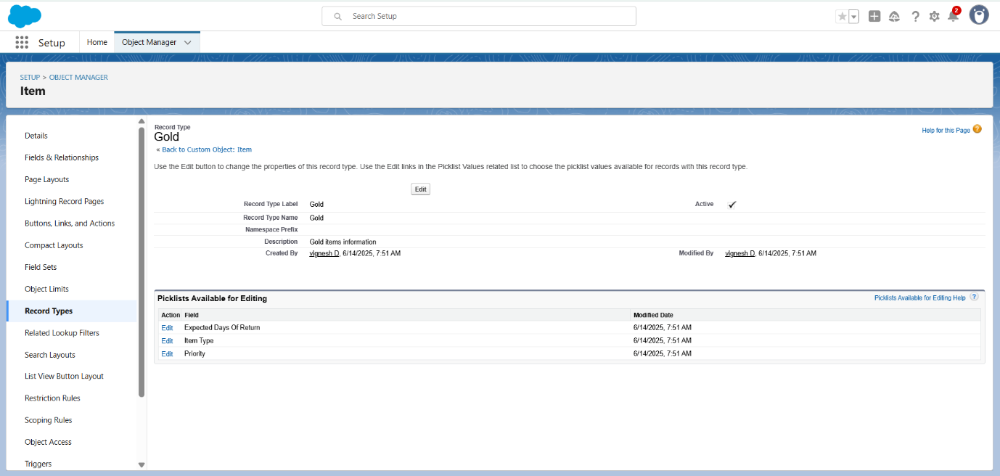 Search Setup
2
Setup
Home
Object Manager
SETUP > OBJECT MANAGER
Item
Details
Fields & Relationships
Page Layouts
Lightning Record Pages
Buttons, Links, and Actions
Compact Layouts
Field Sets
Object Limits
Record Types
Related Lookup Filters
Search Layouts
List View Button Layout
Restriction Rules
Scoping Rules
Object Access
Triggers
Record Type
Gold
Help for this Page ?
« Back to Custom Object: Item
Use the Edit button to change the properties of this record type. Use the Edit links in the Picklist Values related list to choose the picklist values available for records with this record type.
Edit
Record Type Label Gold Active ✓
Record Type Name Gold
Namespace Prefix
Description Gold items information
Created By vignesh D, 6/14/2025, 7:51 AM Modified By vignesh D, 6/14/2025, 7:51 AM
Picklists Available for Editing Picklists Available for Editing Help ?
Action Field Modified Date
Edit Expected Days Of Return 6/14/2025, 7:51 AM
Edit Item Type 6/14/2025, 7:51 AM
Edit Priority 6/14/2025, 7:51 AM